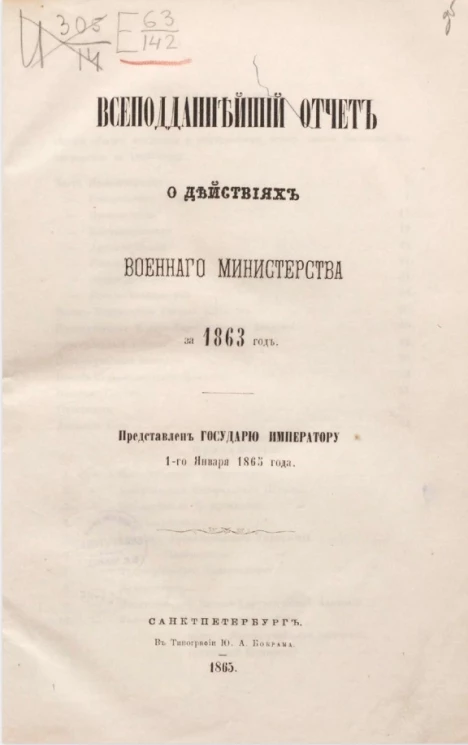 305 63
14 E 142
ВСЕПОДДАННѢЙШІЙ ОТЧЕТЪ
О ДѢЙСТВІЯХЪ
ВОЕННАГО МИНИСТЕРСТВА
за 1863 годъ.
Представленъ ГОСУДАРЮ ИМПЕРАТОРУ
1-го Января 1865 года.
САНКТПЕТЕРБУРГЪ.
Въ Типографіи Ю. А. Бокрама.
1865.